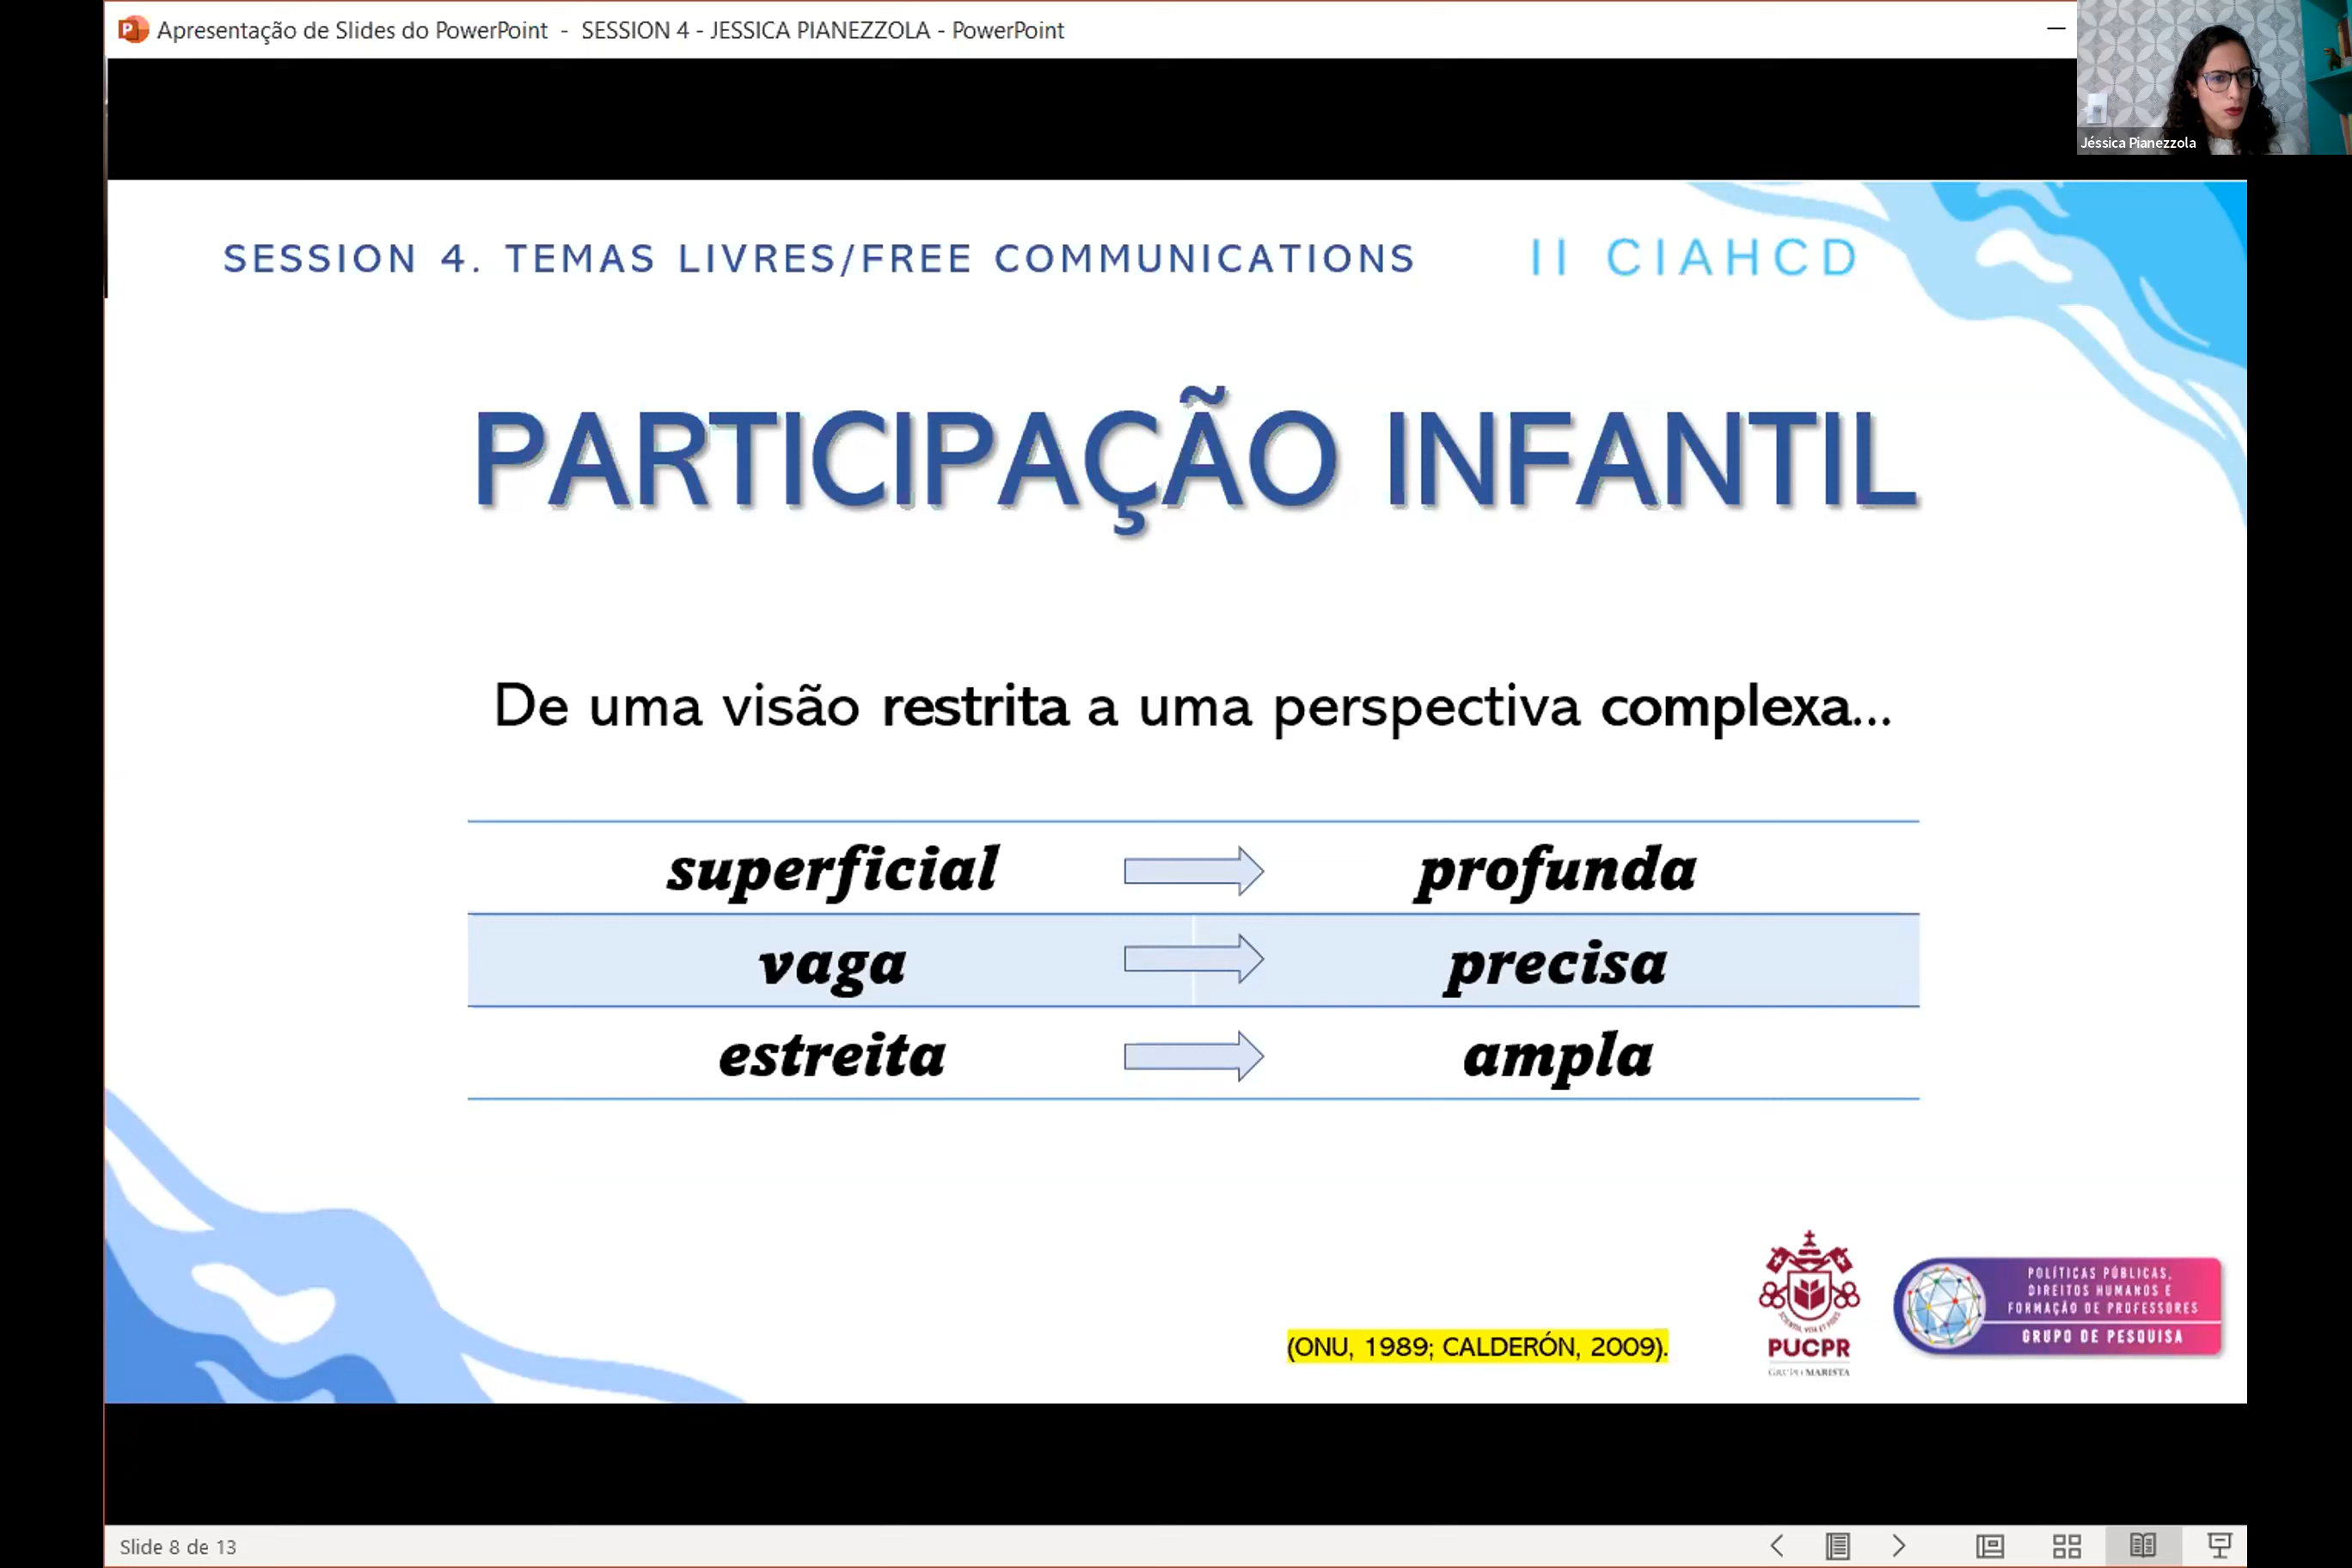 Apresentação de Slides do PowerPoint - SESSION 4 - JESSICA PIANEZZOLA - PowerPoint
Jéssica Pianezzola
SESSION 4. TEMAS LIVRES/FREE COMMUNICATIONS
II CIAHCD
PARTICIPAÇÃO INFANTIL
De uma visão restrita a uma perspectiva complexa...
superficial profunda
vaga precisa
estreita ampla
(ONU, 1989; CALDERÓN, 2009).
PUCPR
GRUPO MARISTA
POLÍTICAS PÚBLICAS,
DIREITOS HUMANOS E
FORMAÇÃO DE PROFESSORES
GRUPO DE PESQUISA
Slide 8 de 13